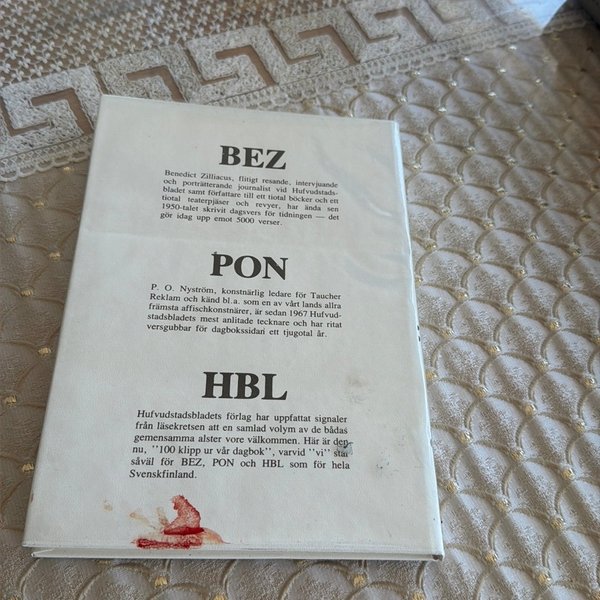 BEZ
Benedict Zilliacus, flitigt resande, intervjuande
och porträtterande journalist vid Hufvudstads-
bladet samt författare till ett tiotal böcker och ett
tiotal teaterpjäser och revyer, har ända sen
1950-talet skrivit dagsvers för tidningen — det
gör idag upp emot 5000 verser.
PON
P. O. Nyström, konstnärlig ledare för Taucher
Reklam och känd bl.a. som en av vårt lands allra
främsta affischkonstnärer, är sedan 1967 Hufvud-
stadsbladets mest anlitade tecknare och har ritat
versgubbar för dagbokssidan ett tjugotal år.
HBL
Hufvudstadsbladets förlag har uppfattat signaler
från läsekretsen att en samlad volym av de bådas
gemensamma alster vore välkommen. Här är den
nu, ''100 klipp ur vår dagbok'', varvid ''vi'' står
såväl för BEZ, PON och HBL som för hela
Svenskfinland.